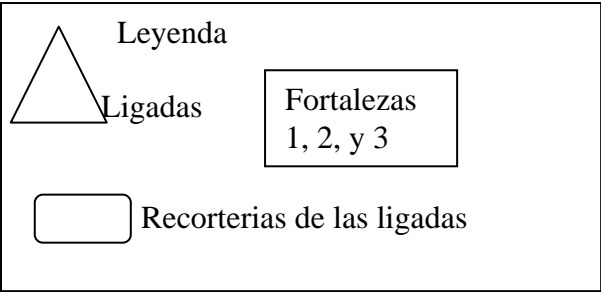 Leyenda
Ligadas
Fortalezas
1, 2, y 3
Recorterias de las ligadas